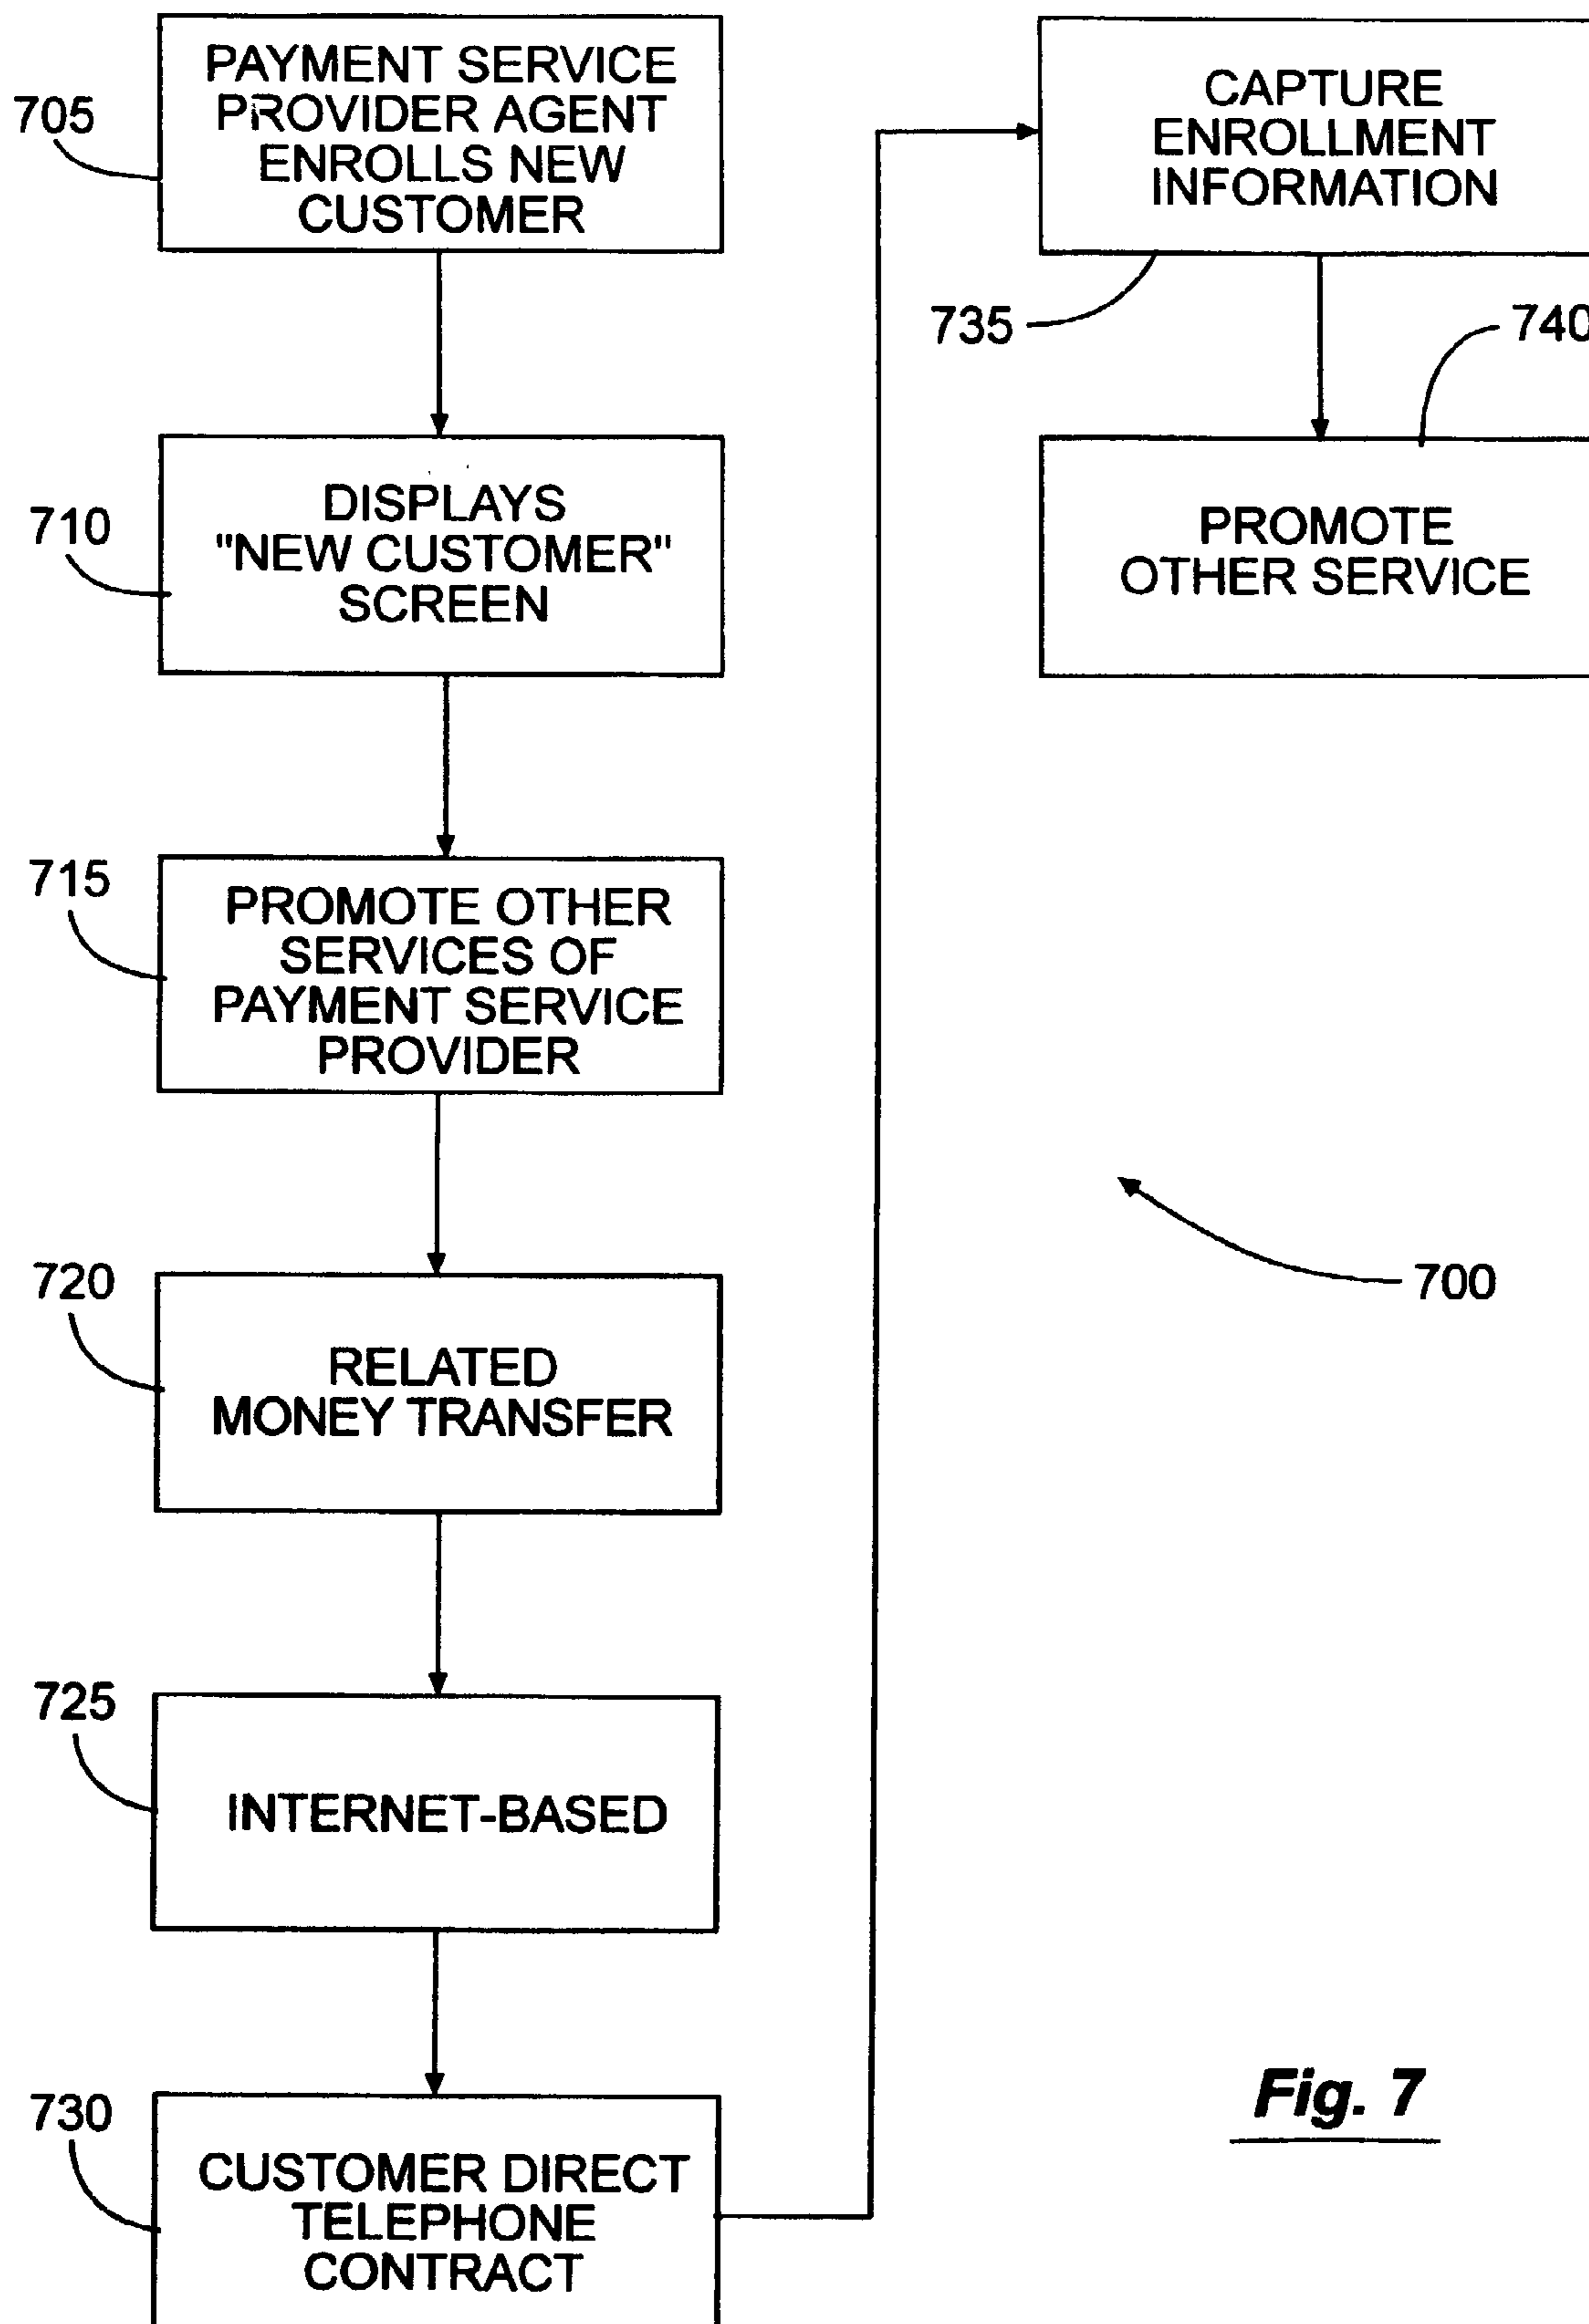 705
PAYMENT SERVICE
PROVIDER AGENT
ENROLLS NEW
CUSTOMER
710
DISPLAYS
"NEW CUSTOMER"
SCREEN
715
PROMOTE OTHER
SERVICES OF
PAYMENT SERVICE
PROVIDER
720
RELATED
MONEY TRANSFER
725
INTERNET-BASED
730
CUSTOMER DIRECT
TELEPHONE
CONTRACT
CAPTURE
ENROLLMENT
INFORMATION
735
740
PROMOTE
OTHER SERVICE
700
Fig. 7